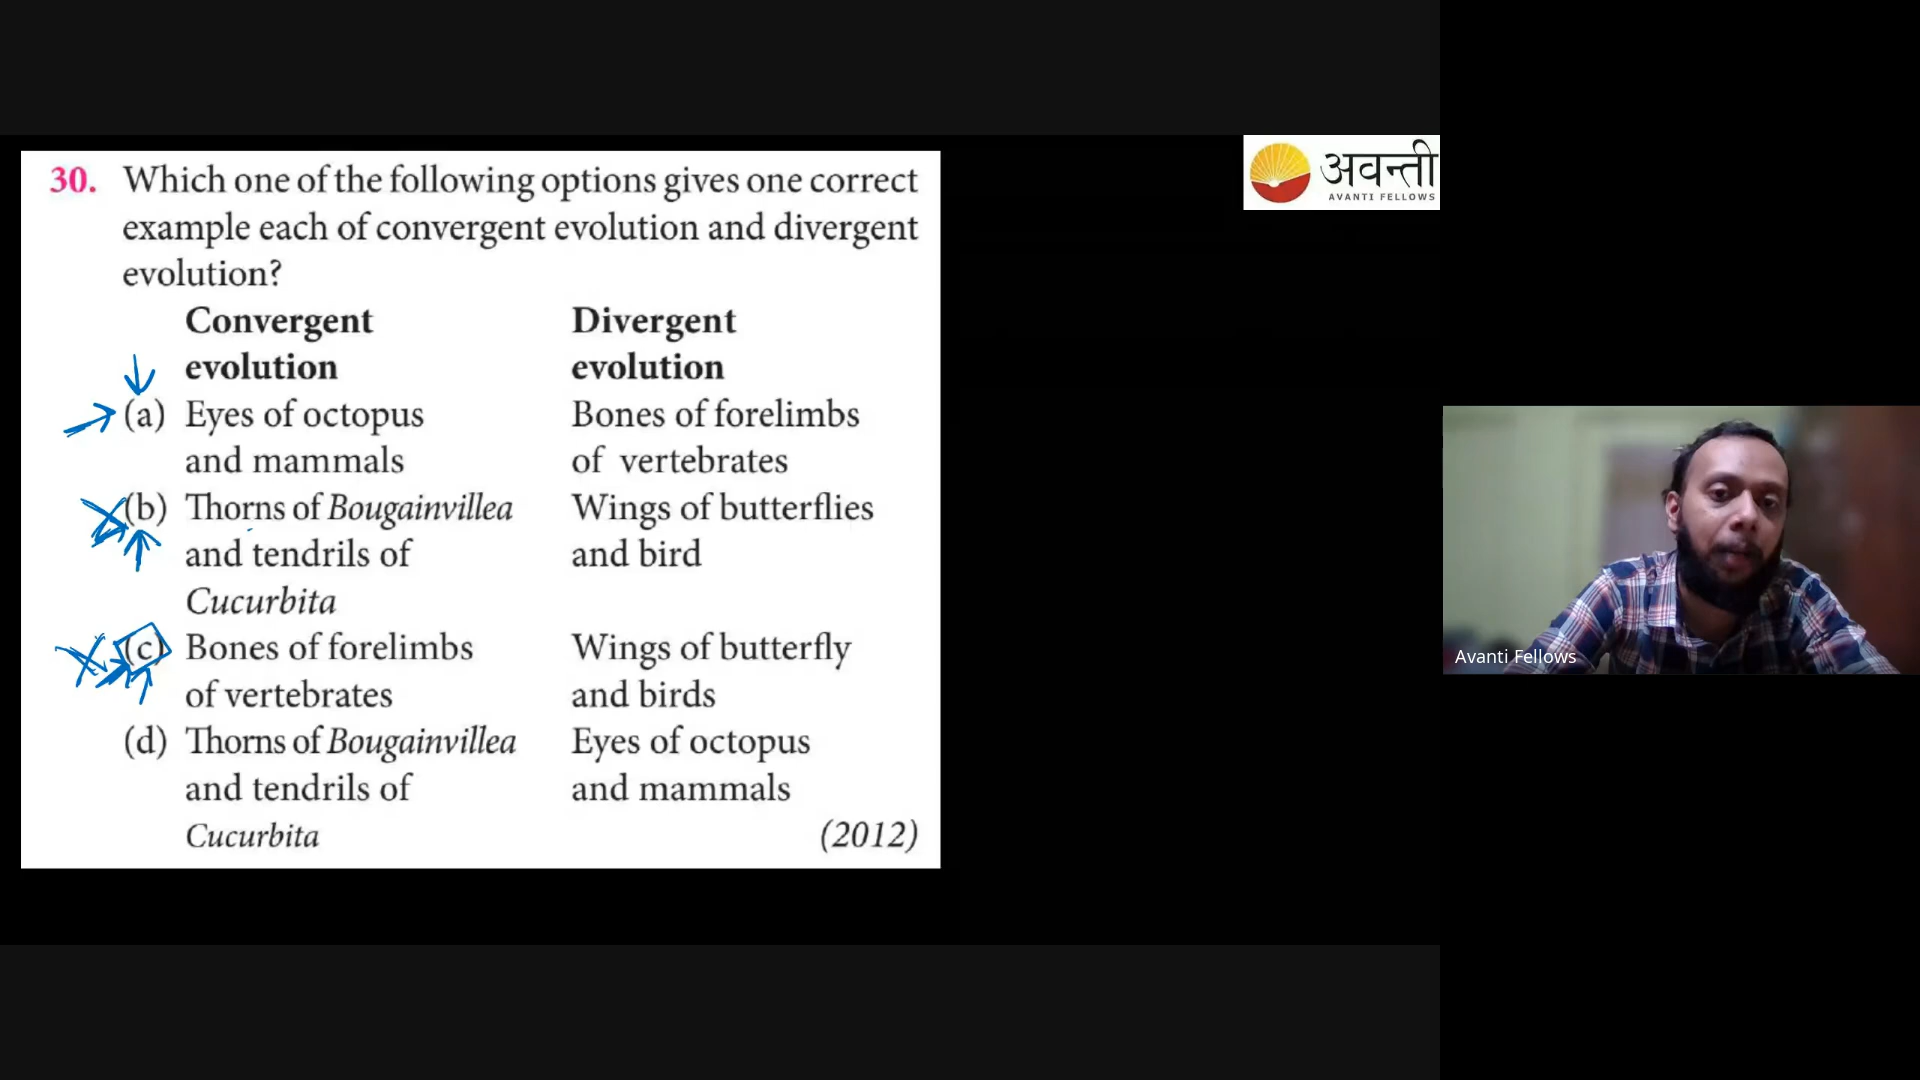 30. Which one of the following options gives one correct
example each of convergent evolution and divergent
evolution?
Convergent Divergent
evolution evolution
(a) Eyes of octopus Bones of forelimbs
and mammals of vertebrates
(b) Thorns of Bougainvillea Wings of butterflies
and tendrils of and bird
Cucurbita
(c) Bones of forelimbs Wings of butterfly
of vertebrates and birds
(d) Thorns of Bougainvillea Eyes of octopus
and tendrils of and mammals
Cucurbita (2012)
अवन्ती
AVANTI FELLOWS
Avanti Fellows